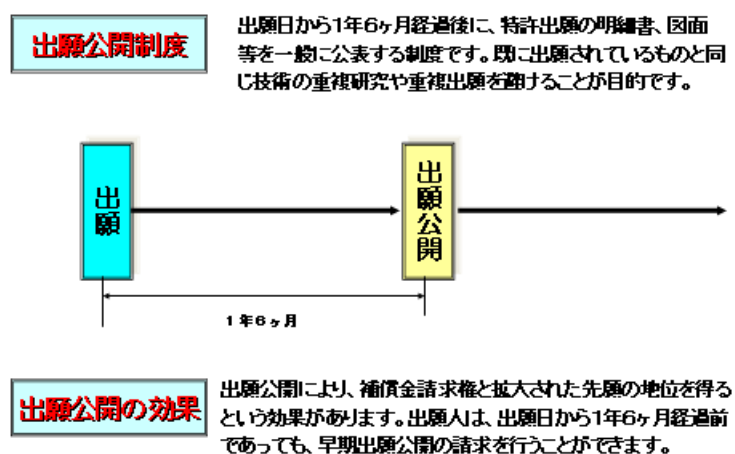 出願公開制度
出願日から1年6ヶ月経過後に、特許出願の明細書、図面
等を一般に公表する制度です。既に出願されているものと同
じ技術の重複研究や重複出願を避けることが目的です。
出願
出願公開
1年6ヶ月
出願公開の効果
出願公開により、補償金請求権と拡大された先願の地位を得る
という効果があります。出願人は、出願日から1年6ヶ月経過前
であっても、早期出願公開の請求を行うことができます。